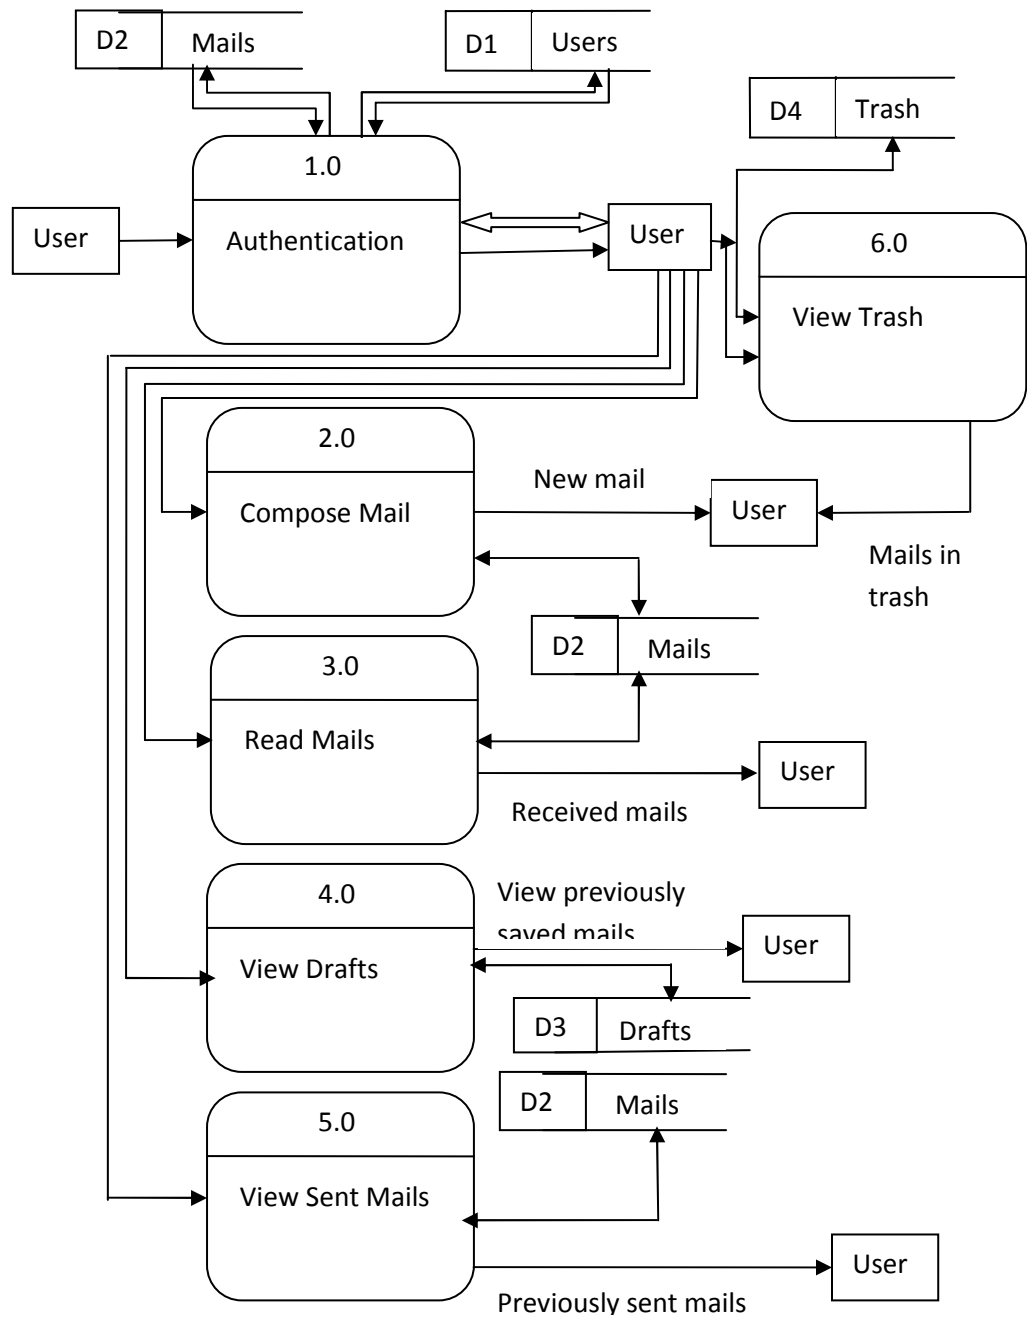 D2 Mails
D1 Users
D4 Trash
1.0
User
Authentication
User
6.0
View Trash
2.0
New mail
Compose Mail
User
Mails in
trash
D2 Mails
3.0
Read Mails
User
Received mails
4.0
View previously
saved mails
User
View Drafts
D3 Drafts
D2 Mails
5.0
View Sent Mails
User
Previously sent mails